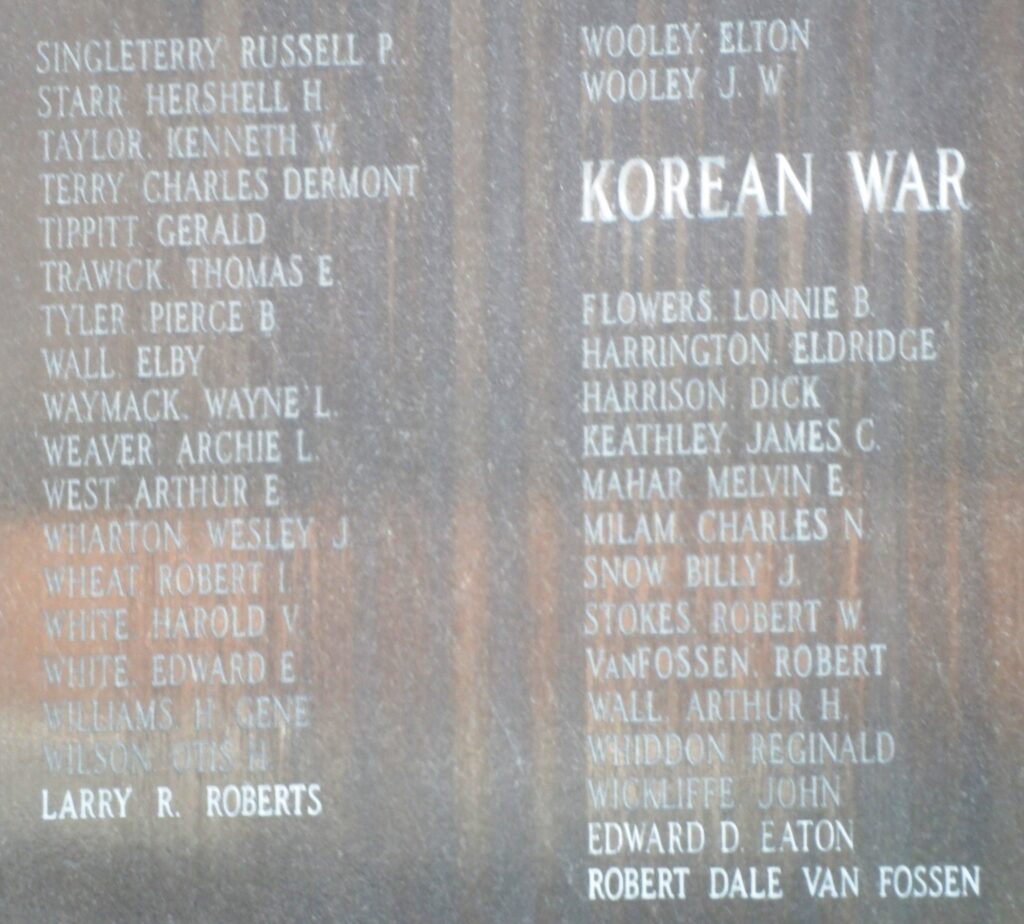 SINGLETERRY, RUSSELL P.
STARR, HERSHELL H.
TAYLOR, KENNETH W.
TERRY, CHARLES DERMONT
TIPPITT, GERALD
TRAWICK, THOMAS E.
TYLER, PIERCE B.
WALL, ELBY
WAYMACK, WAYNE L.
WEAVER, ARCHIE L.
WEST, ARTHUR E.
WHARTON, WESLEY J.
WHEAT, ROBERT I.
WHITE, HAROLD V.
WHITE, EDWARD E.
WILLIAMS, H. GENE
WILSON, OTIS H.
LARRY R. ROBERTS
WOOLEY, ELTON
WOOLEY, J. W.
KOREAN WAR
FLOWERS, LONNIE B.
HARRINGTON, ELDRIDGE
HARRISON, DICK
KEATHLEY, JAMES C.
MAHAR, MELVIN E.
MILAM, CHARLES N.
SNOW, BILLY J.
STOKES, ROBERT W.
VANFOSSEN, ROBERT
WALL, ARTHUR H.
WHIDDON, REGINALD
WICKLIFFE, JOHN
EDWARD D. EATON
ROBERT DALE VAN FOSSEN